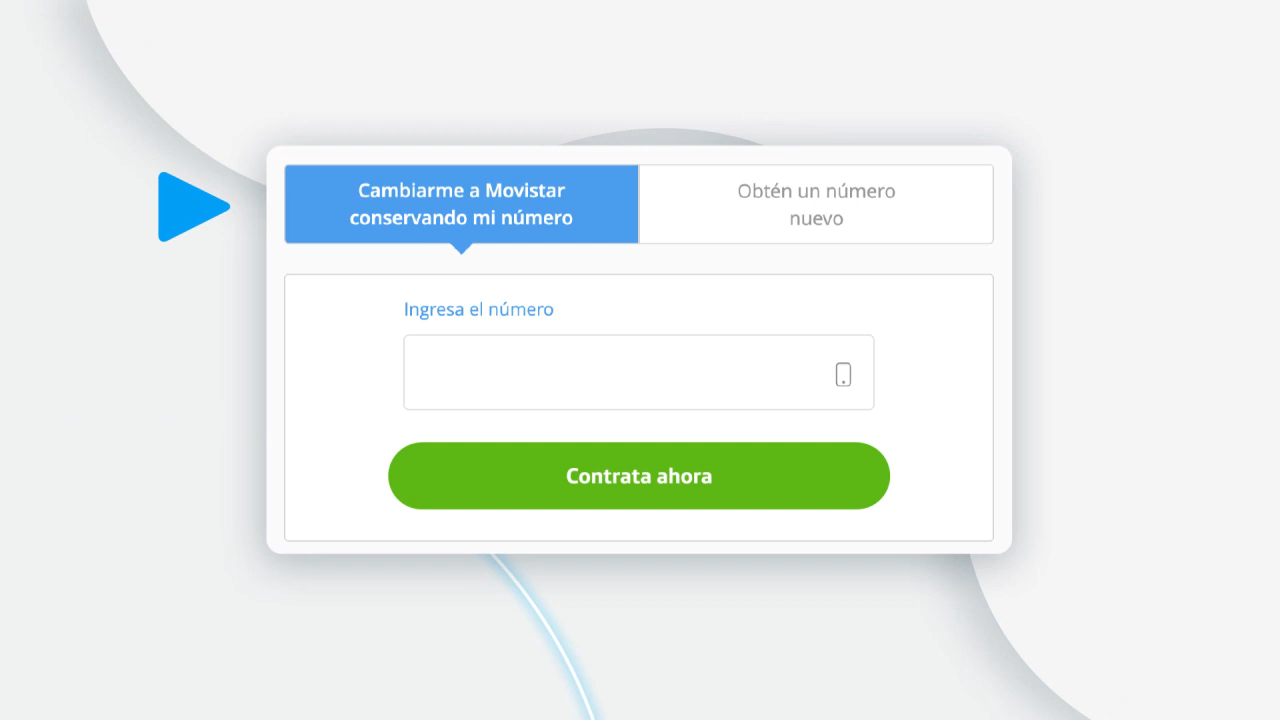 Cambiarme a Movistar
conservando mi número
Obtén un número
nuevo
Ingresa el número
Contrata ahora